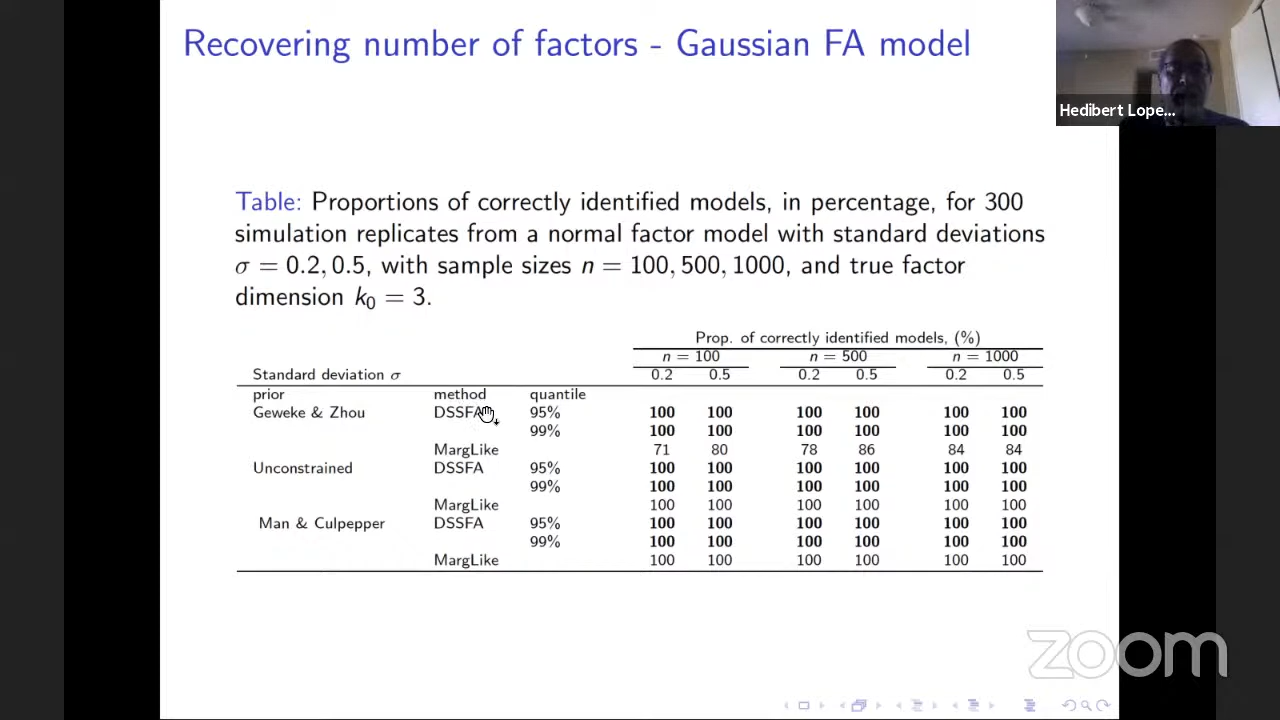 Recovering number of factors - Gaussian FA model
Hedibert Lope...
Table: Proportions of correctly identified models, in percentage, for 300
simulation replicates from a normal factor model with standard deviations
σ = 0.2, 0.5, with sample sizes n = 100, 500, 1000, and true factor
dimension k₀ = 3.
Prop. of correctly identified models, (%)
n = 100 n = 500 n = 1000
Standard deviation σ 0.2 0.5 0.2 0.5 0.2 0.5
prior method quantile
Geweke & Zhou DSSFA 95% 100 100 100 100 100 100
99% 100 100 100 100 100 100
MargLike 71 80 78 86 84 84
Unconstrained DSSFA 95% 100 100 100 100 100 100
99% 100 100 100 100 100 100
MargLike 100 100 100 100 100 100
Man & Culpepper DSSFA 95% 100 100 100 100 100 100
99% 100 100 100 100 100 100
MargLike 100 100 100 100 100 100
zoom